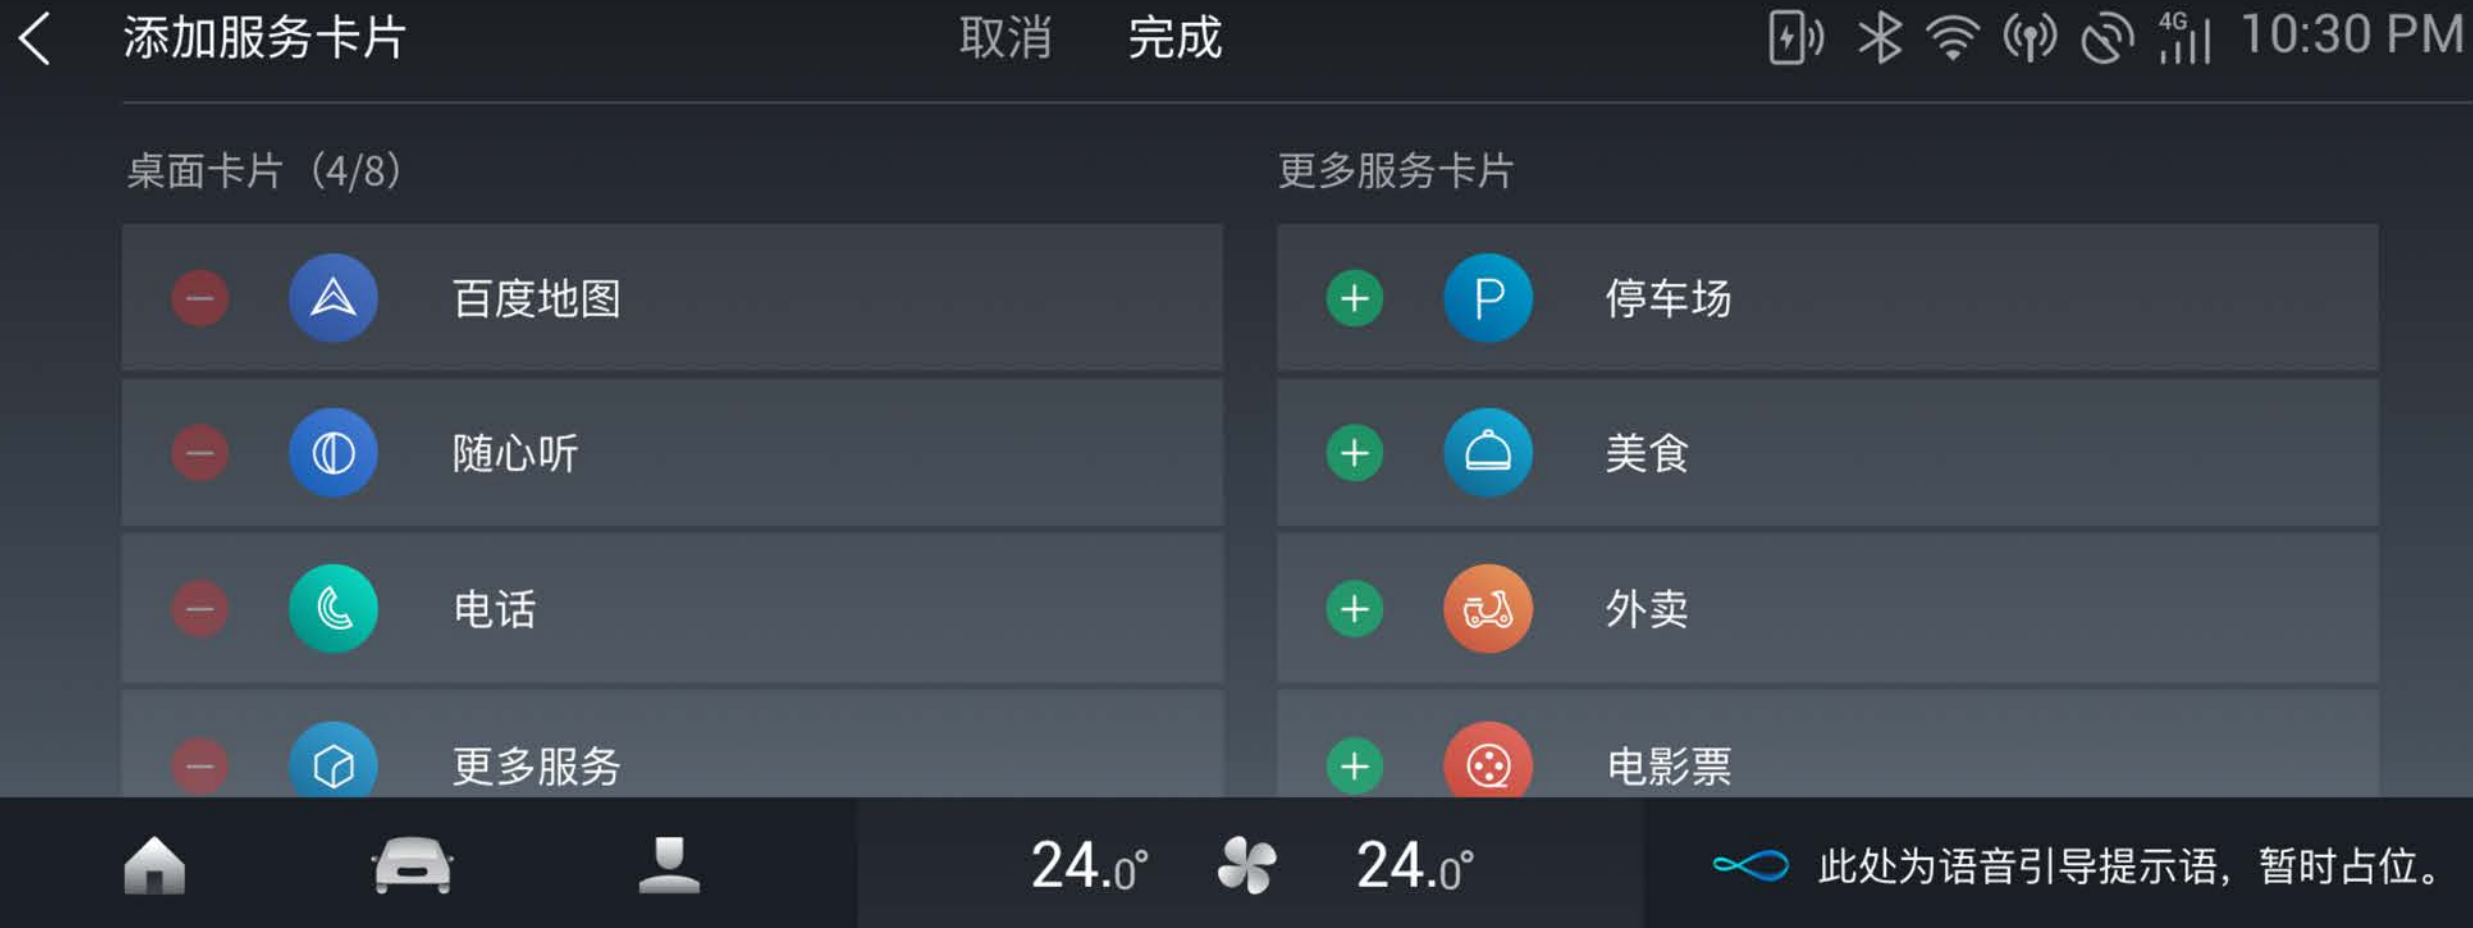 添加服务卡片 取消 完成 4G 10:30 PM
桌面卡片（4/8） 更多服务卡片
百度地图 P 停车场
随心听 美食
电话 外卖
更多服务 电影票
24.0° 24.0° 此处为语音引导提示语，暂时占位。